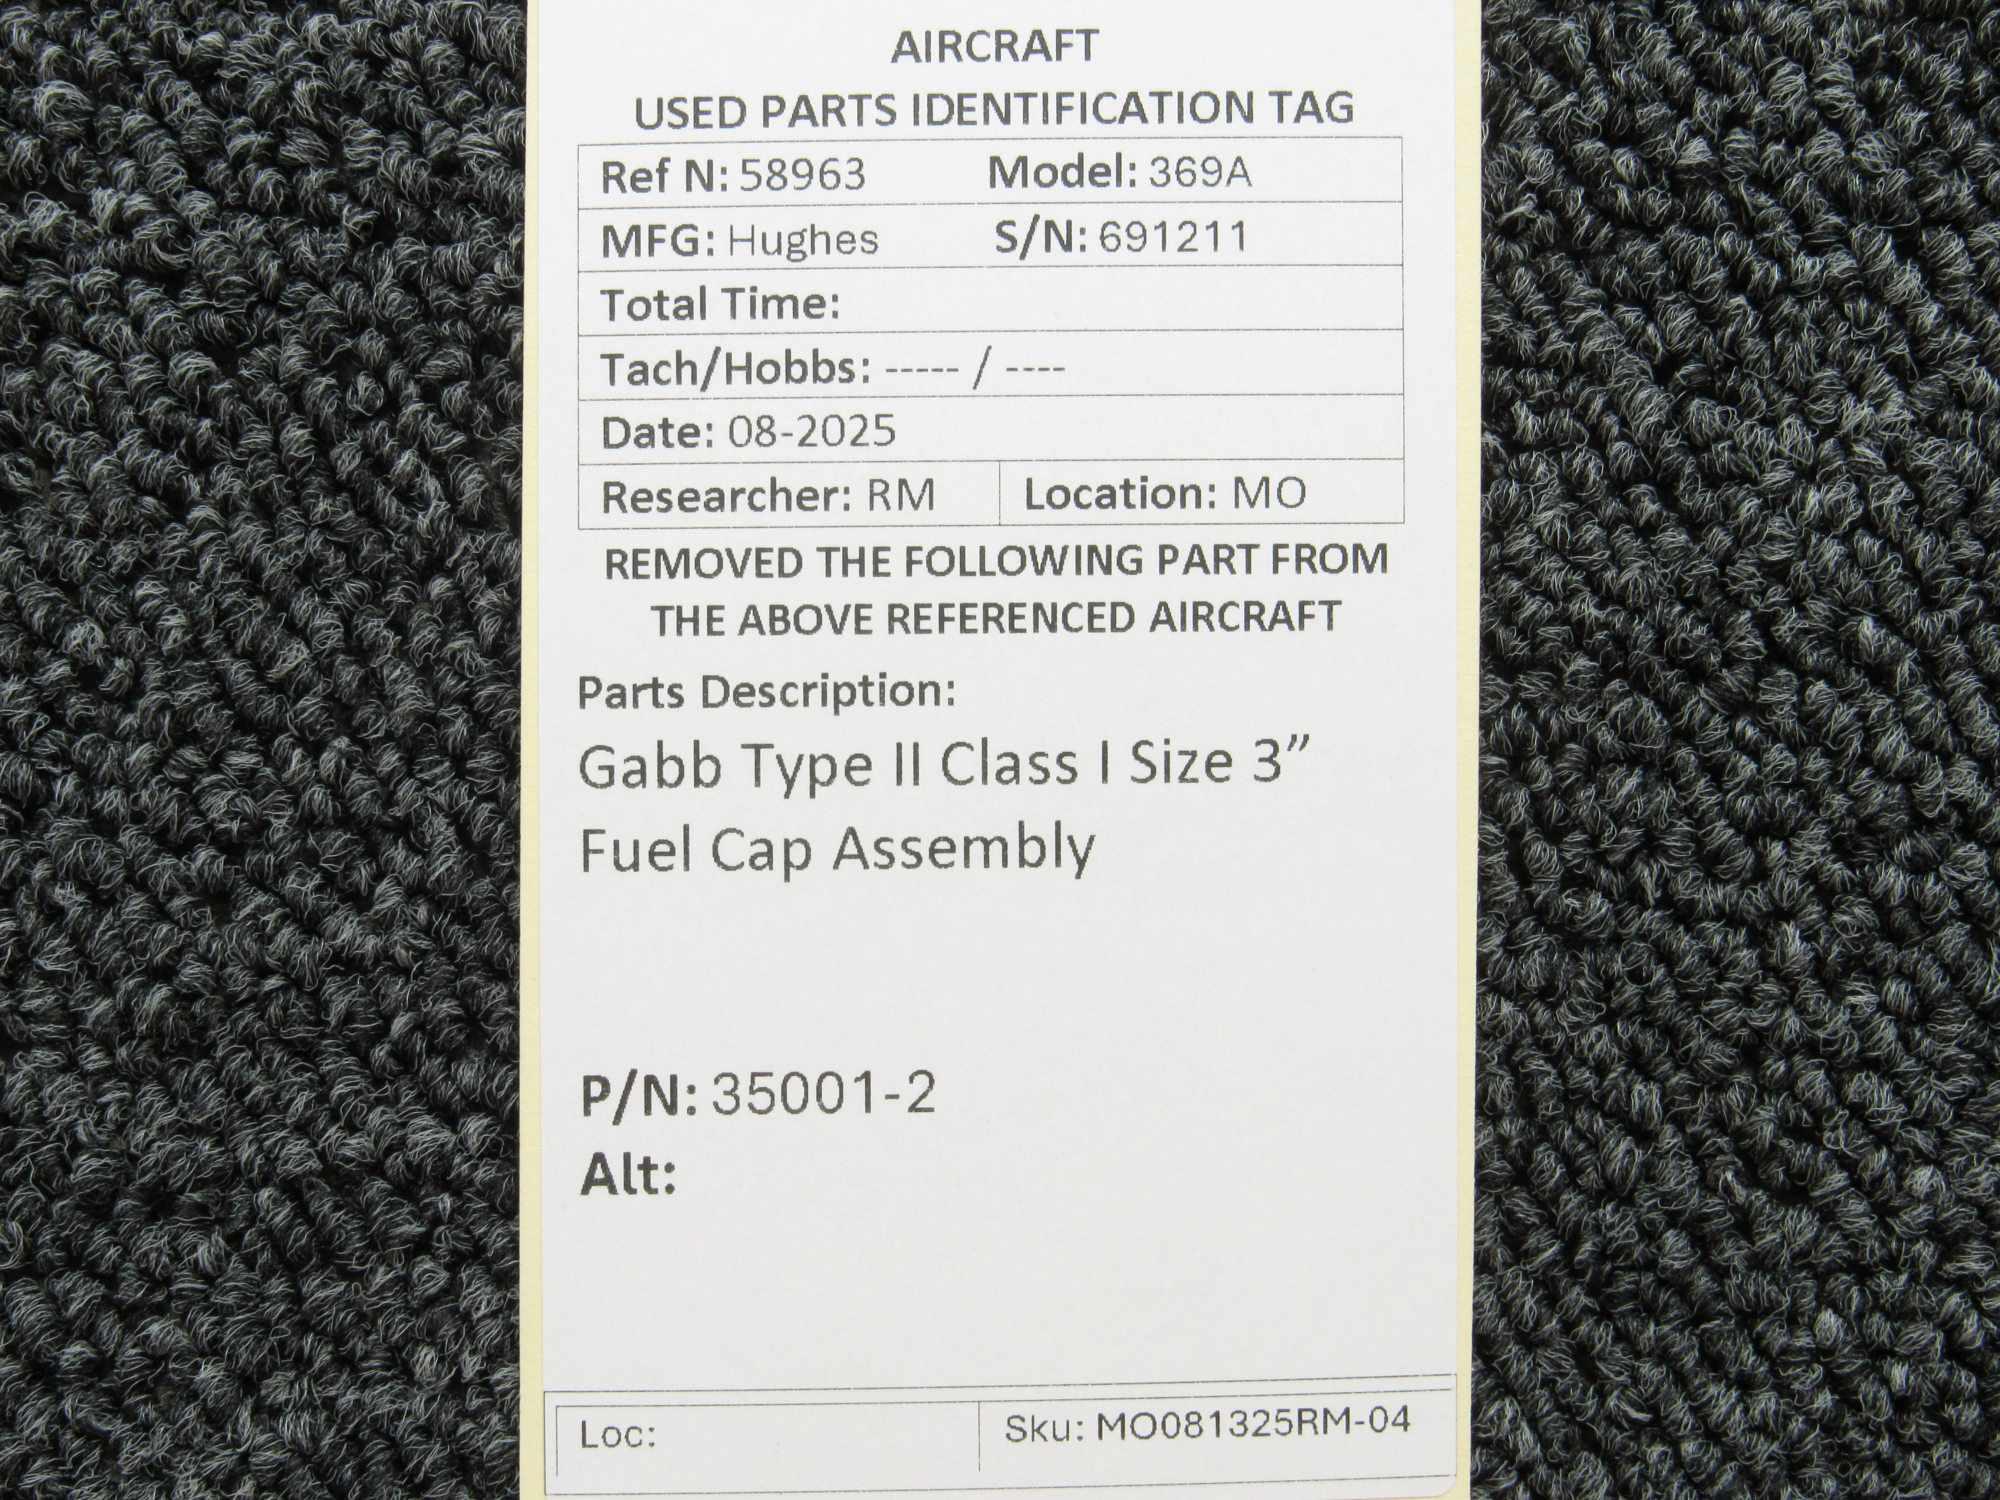 AIRCRAFT
USED PARTS IDENTIFICATION TAG
Ref N: 58963 Model: 369A
MFG: Hughes S/N: 691211
Total Time:
Tach/Hobbs: ----- / ----
Date: 08-2025
Researcher: RM Location: MO
REMOVED THE FOLLOWING PART FROM
THE ABOVE REFERENCED AIRCRAFT
Parts Description:
Gabb Type II Class I Size 3”
Fuel Cap Assembly
P/N: 35001-2
Alt:
Loc: Sku: MO081325RM-04